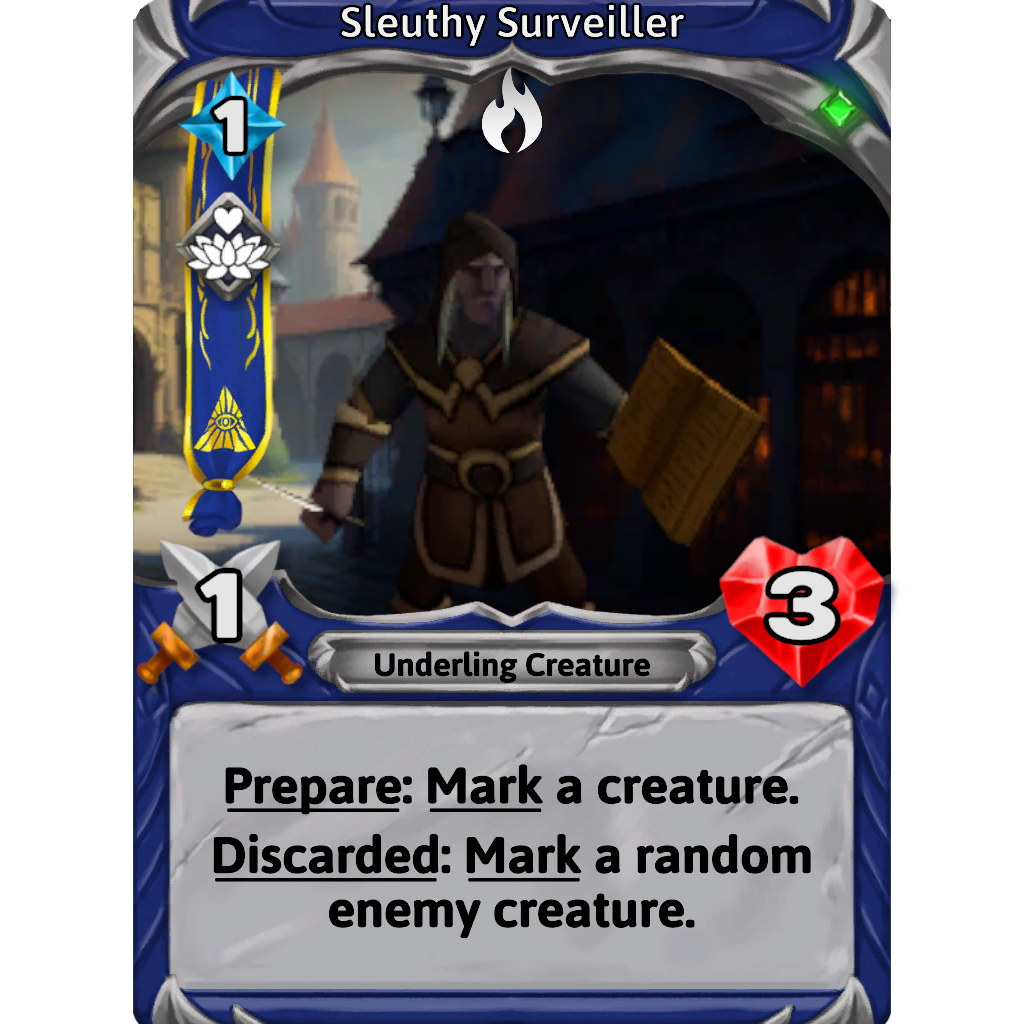 Sleuthy Surveiller
1
1
3
Underling Creature
Prepare: Mark a creature.
Discarded: Mark a random
enemy creature.